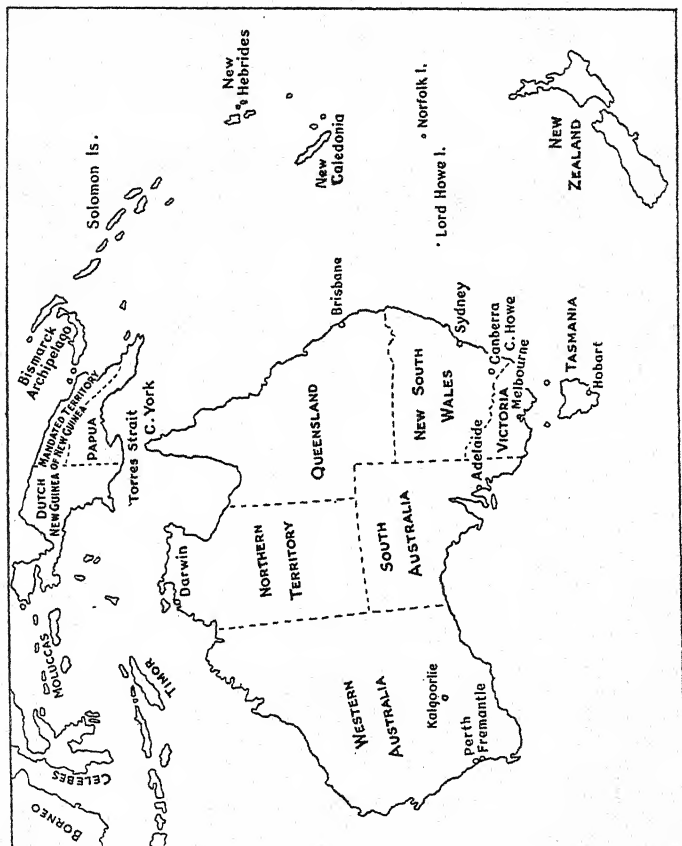 BORNEO
CELEBES
MOLUCCAS
TIMOR
DUTCH
NEW GUINEA
MANDATED TERRITORY
OF NEW GUINEA
PAPUA
Bismarck
Archipelago
Solomon Is.
New
Hebrides
New
Caledonia
Norfolk I.
Lord Howe I.
Torres Strait
C. York
Darwin
NORTHERN
TERRITORY
QUEENSLAND
Brisbane
WESTERN
AUSTRALIA
Kalgoorlie
Perth
Fremantle
SOUTH
AUSTRALIA
Adelaide
NEW SOUTH
WALES
Sydney
Canberra
C. Howe
VICTORIA
Melbourne
TASMANIA
Hobart
NEW
ZEALAND